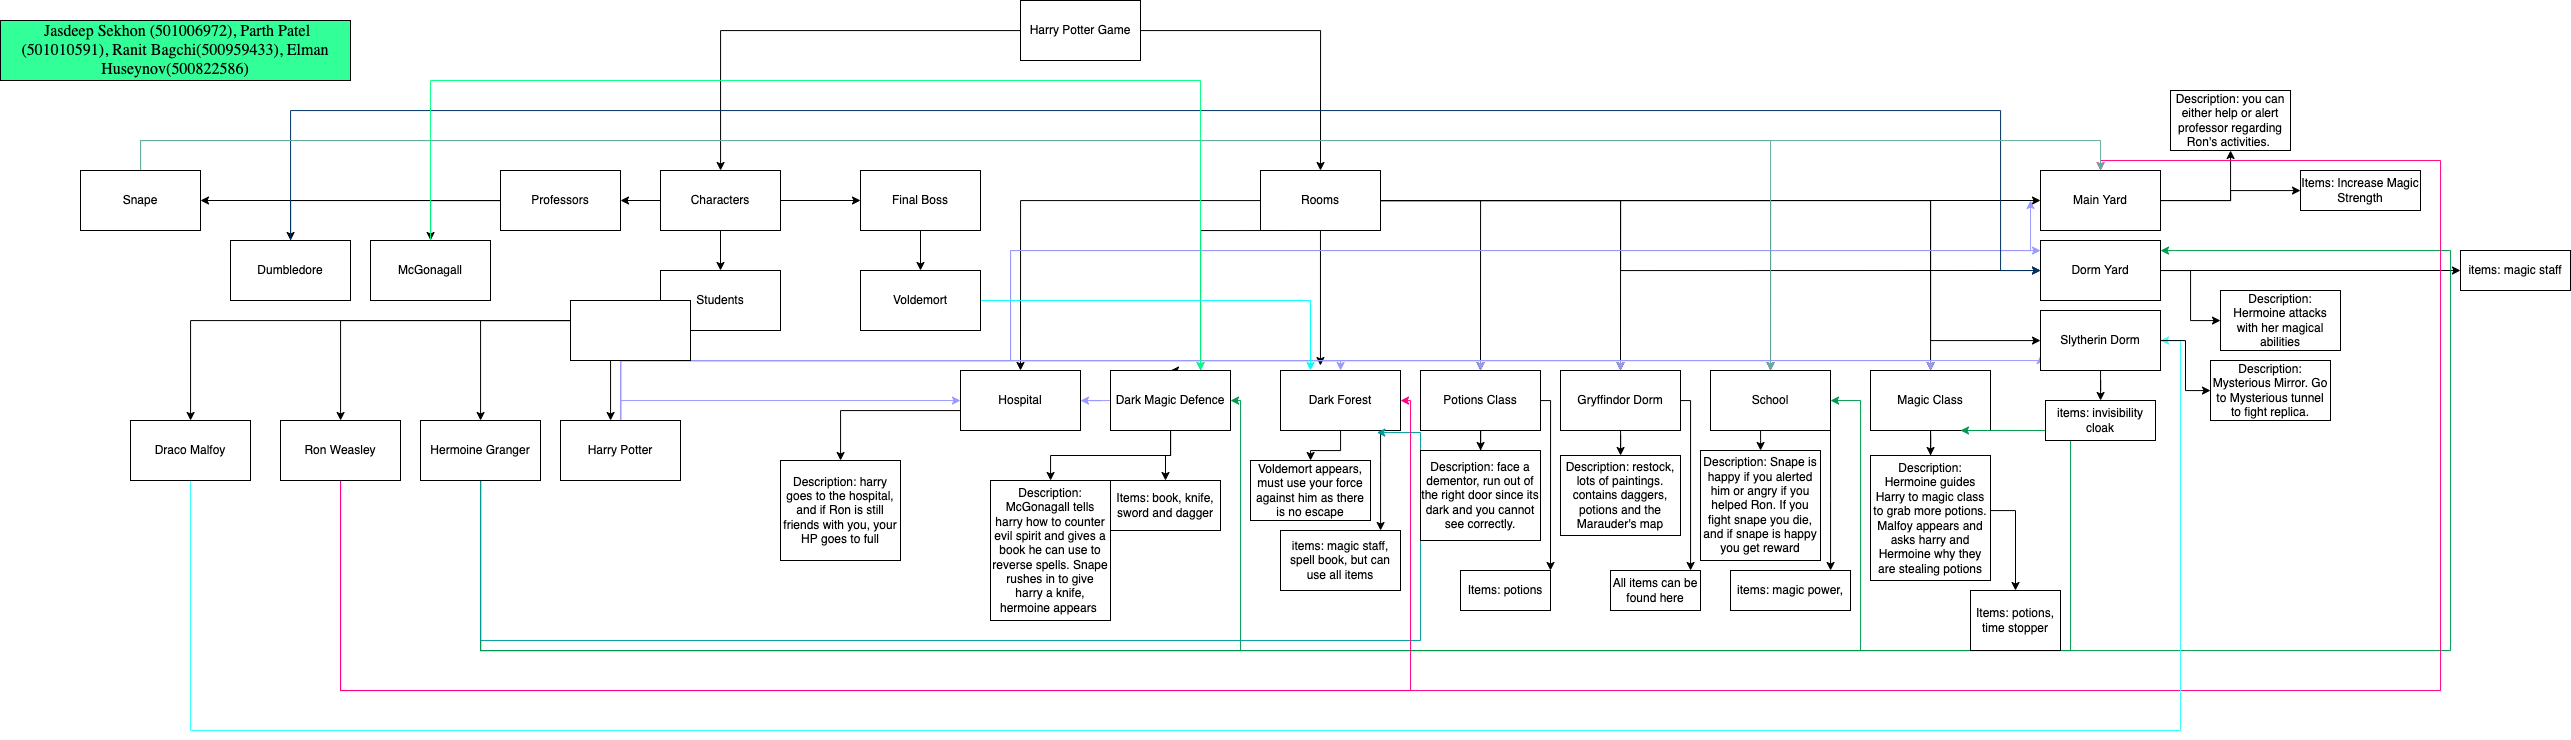 Jasdeep Sekhon (501006972), Parth Patel
(501010591), Ranit Bagchi(500959433), Elman
Huseynov(500822586)
Harry Potter Game
Description: you can
either help or alert
professor regarding
Ron's activities.
Snape
Professors
Characters
Final Boss
Rooms
Main Yard
Items: Increase Magic
Strength
Dumbledore
McGonagall
Students
Voldemort
Dorm Yard
items: magic staff
Description:
Hermoine attacks
with her magical
abilities
Slytherin Dorm
Description:
Mysterious Mirror. Go
to Mysterious tunnel
to fight replica.
Hospital
Dark Magic Defence
Dark Forest
Potions Class
Gryffindor Dorm
School
Magic Class
items: invisibility
cloak
Draco Malfoy
Ron Weasley
Hermoine Granger
Harry Potter
Description: harry
goes to the hospital,
and if Ron is still
friends with you, your
HP goes to full
Description:
McGonagall tells
harry how to counter
evil spirit and gives a
book he can use to
reverse spells. Snape
rushes in to give
harry a knife,
hermoine appears
Items: book, knife,
sword and dagger
Voldemort appears,
must use your force
against him as there
is no escape
items: magic staff,
spell book, but can
use all items
Description: face a
dementor, run out of
the right door since its
dark and you cannot
see correctly.
Items: potions
Description: restock,
lots of paintings.
contains daggers,
potions and the
Marauder's map
All items can be
found here
Description: Snape is
happy if you alerted
him or angry if you
helped Ron. If you
fight snape you die,
and if snape is happy
you get reward
items: magic power,
Description:
Hermoine guides
Harry to magic class
to grab more potions.
Malfoy appears and
asks harry and
Hermoine why they
are stealing potions
Items: potions,
time stopper